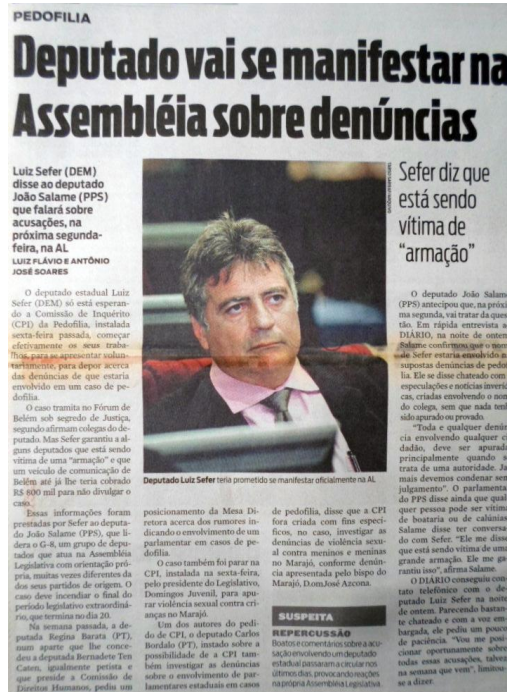 PEDOFILIA
Deputado vai se manifestar na
Assembléia sobre denúncias
Luiz Sefer (DEM)
disse ao deputado
João Salame (PPS)
que falará sobre
acusações, na
próxima segunda-
feira, na AL
LUIZ FLÁVIO E ANTÔNIO
JOSÉ SOARES
O deputado estadual Luiz
Sefer (DEM) só está esperan-
do a Comissão de Inquérito
(CPI) da Pedofilia, instalada
sexta-feira passada, começar
efetivamente os seus traba-
lhos, para se apresentar volun-
tariamente, para depor acerca
das denúncias de que estaria
envolvido em um caso de pe-
dofilia.
O caso tramita no Fórum de
Belém sob segredo de Justiça,
segundo afirmam colegas do de-
putado. Mas Sefer garantiu a al-
guns deputados que está sendo
vítima de uma "armação" e que
um veículo de comunicação de
Belém até já lhe teria cobrado
R$ 800 mil para não divulgar o
caso.
Essas informações foram
prestadas por Sefer ao deputa-
do João Salame (PPS), que li-
dera o G-8, um grupo de depu-
tados que atua na Assembléia
Legislativa com orientação pró-
pria, muitas vezes diferentes da
dos seus partidos de origem. O
caso deve incendiar o final do
período legislativo extraordiná-
rio, que termina no dia 20.
Na semana passada, a de-
putada Regina Barata (PT),
num aparte que lhe conce-
deu a deputada Bernadete Ten
Caten, igualmente petista e
que preside a Comissão de
Direitos Humanos, pediu um
Deputado Luiz Sefer teria prometido se manifestar oficialmente na AL
posicionamento da Mesa Di-
retora acerca dos rumores in-
dicando o envolvimento de um
parlamentar em casos de pe-
dofilia.
O caso também foi parar na
CPI, instalada na sexta-feira,
pelo presidente do Legislativo,
Domingos Juvenil, para apu-
rar violência sexual contra cri-
anças no Marajó.
Um dos autores do pedi-
do de CPI, o deputado Carlos
Bordalo (PT), instado sobre a
possibilidade de a CPI tam-
bém investigar as denúncias
sobre o envolvimento de par-
lamentares estaduais em casos
de pedofilia, disse que a CPI
fora criada com fins especí-
ficos, no caso, investigar as
denúncias de violência sexu-
al contra meninos e meninas
no Marajó, conforme denún-
cia apresentada pelo bispo do
Marajó, Dom José Azcona.
SUSPEITA
REPERCUSSÃO
Boatos e comentários sobre a acu-
sação envolvendo um deputado
estadual passaram a circular nos
últimos dias, provocando reações
na própria Assembleia Legislativa.
Sefer diz que
está sendo
vítima de
"armação"
O deputado João Salame
(PPS) antecipou que, na próxi
ma segunda, vai tratar da ques
tão. Em rápida entrevista a
DIÁRIO, na noite de ontem
Salame confirmou que o nom
de Sefer estaria envolvido n
supostas denúncias de pedo
lia. Ele se disse chateado com
especulações e notícias inveríc
cas, criadas envolvendo o nom
do colega, sem que nada tenh
sido apurado ou provado.
"Toda e qualquer denún
cia envolvendo qualquer ci
dadão, deve ser apurad
principalmente quando s
trata de uma autoridade. Ja
mais devemos condenar sen
julgamento". O parlamenta
do PPS disse ainda que qual
quer pessoa pode ser vítima
de boataria ou de calúnias
Salame disse ter conversa
do com Sefer. "Ele me disse
que está sendo vítima de uma
grande armação Ele me ga
rantiu isso", afirma Salame.
O DIÁRIO conseguiu con
tato telefônico com o de
putado Luiz Sefer na noite
de ontem. Parecendo bastan
te chateado e com a voz em
bargada, ele pediu um pouco
de paciência. "Vou me posi
cionar oportunamente sobre
todas essas acusações, talvez
na semana que vem", limitou-
se a dizer.